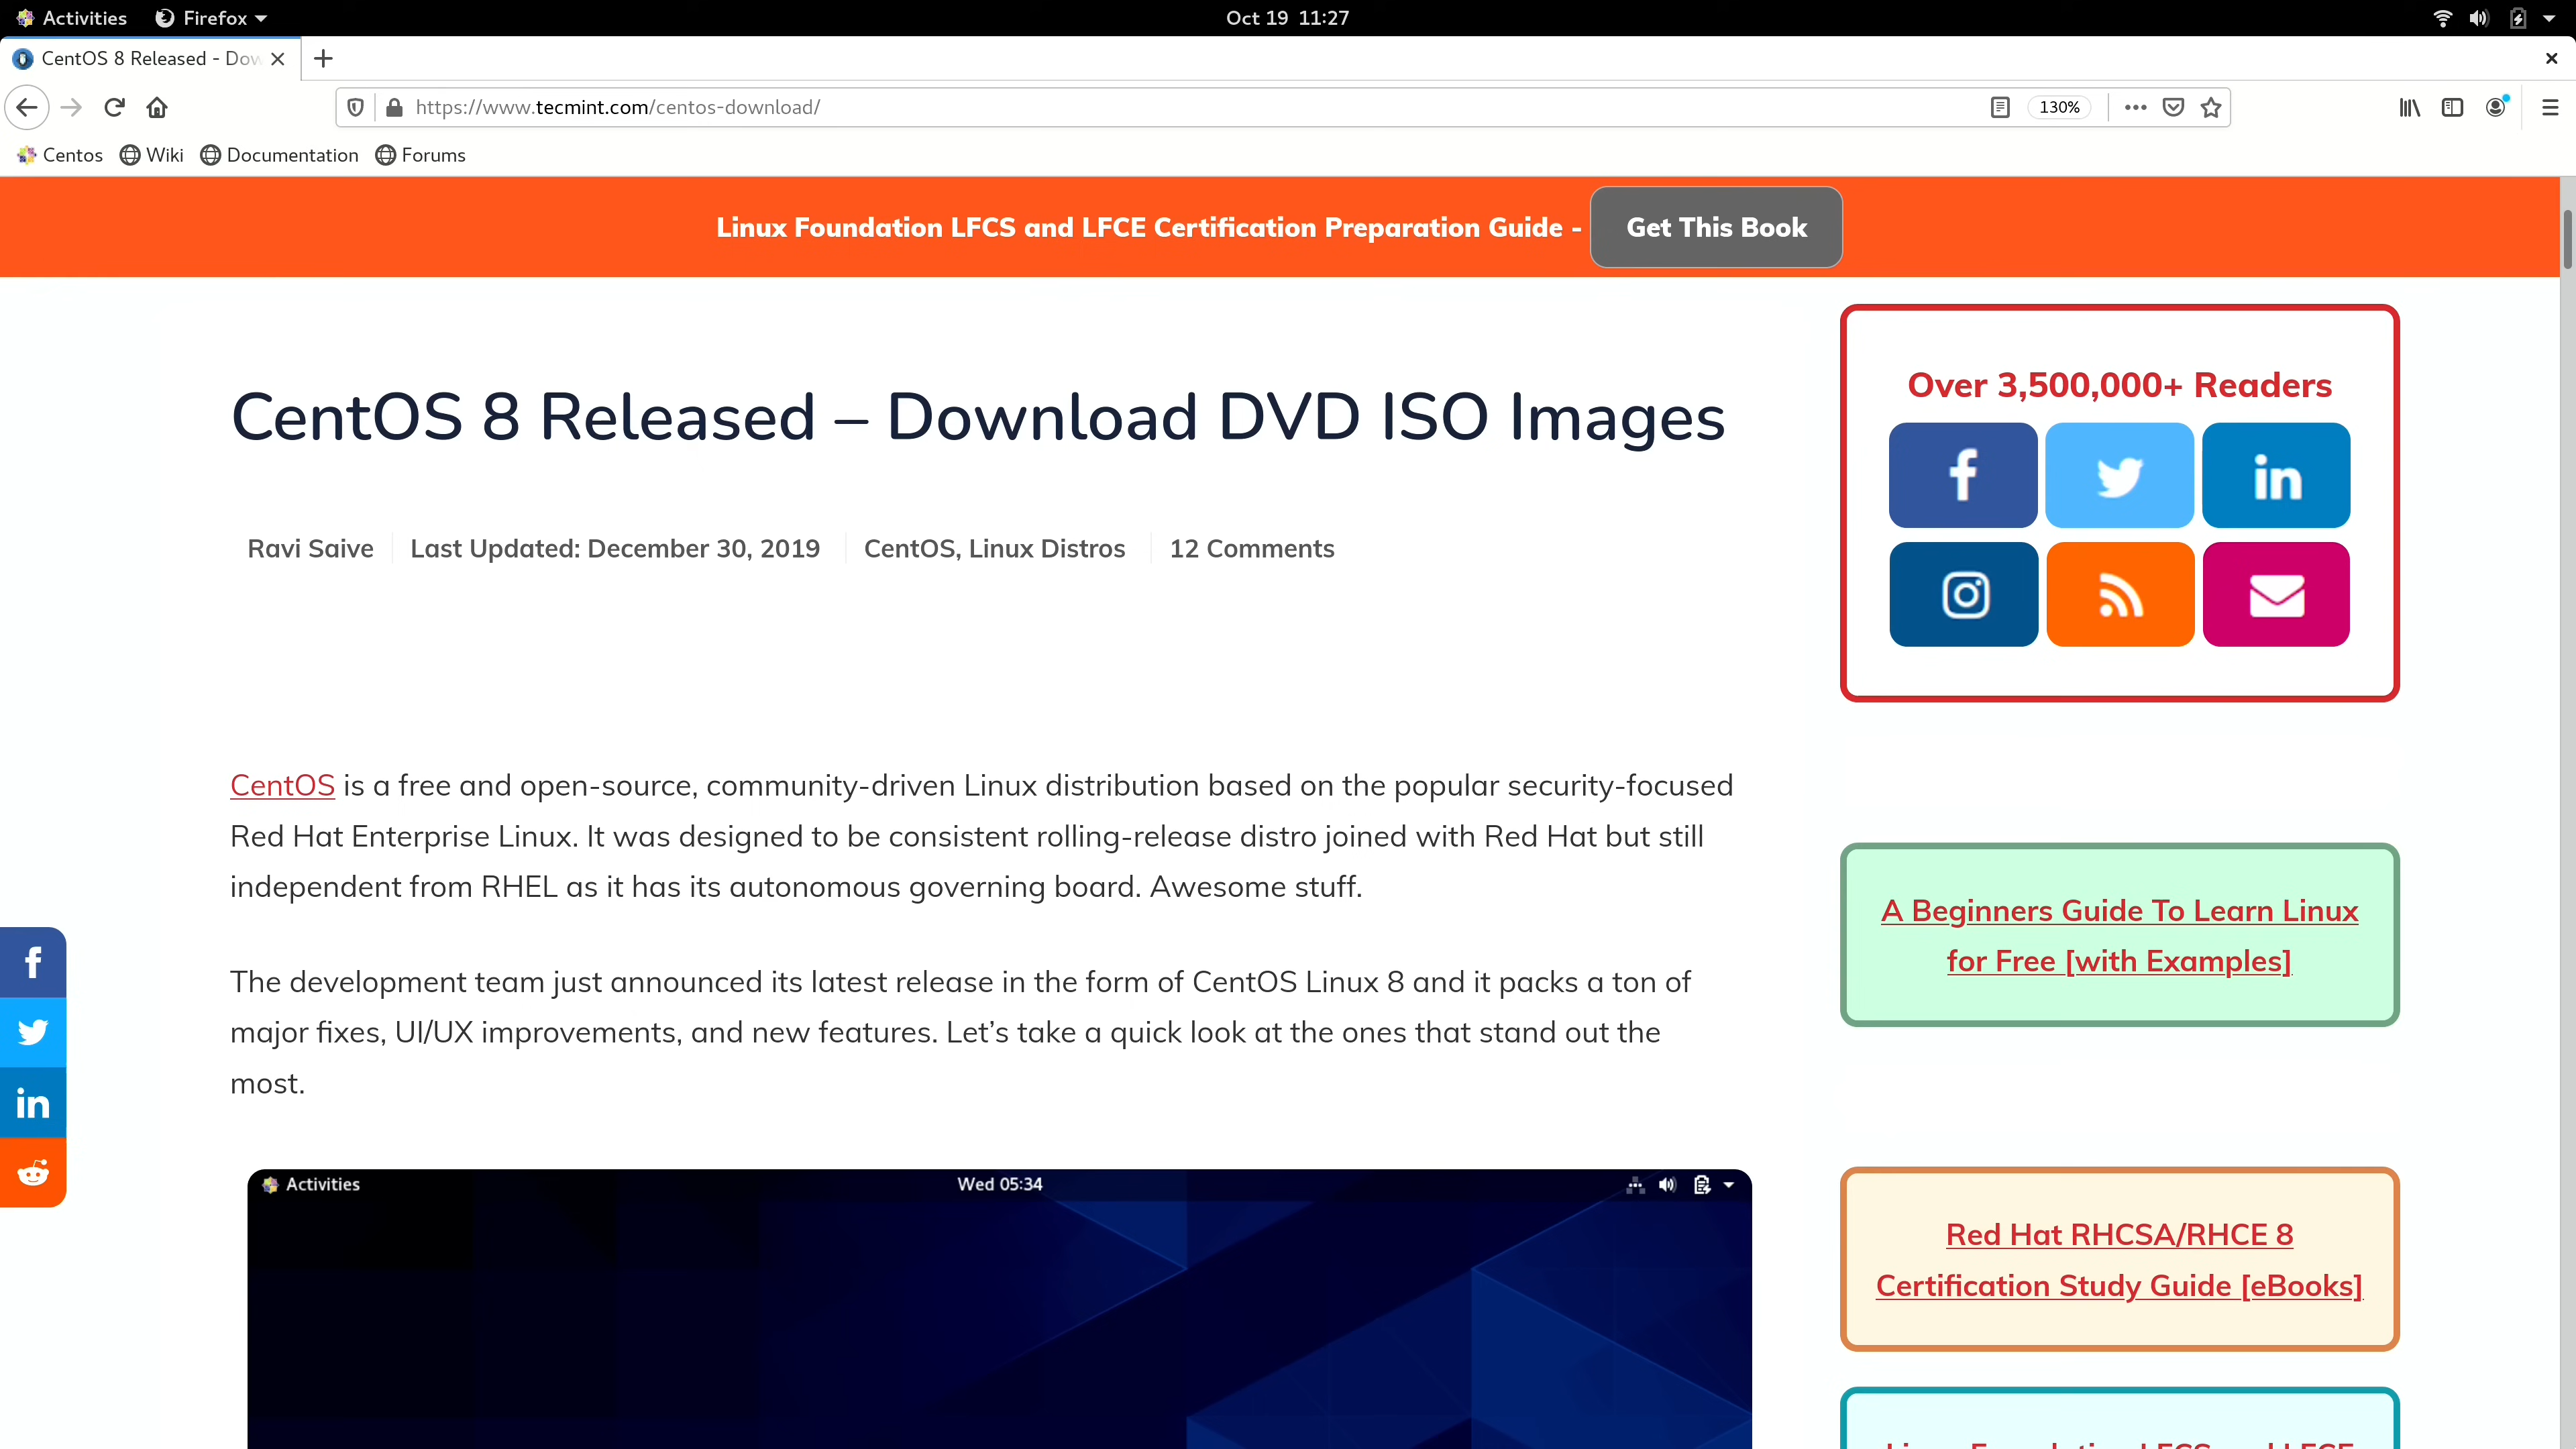 Activities Firefox Oct 19 11:27
CentOS 8 Released - Dow
https://www.tecmint.com/centos-download/ 130%
Centos Wiki Documentation Forums
Linux Foundation LFCS and LFCE Certification Preparation Guide - Get This Book
CentOS 8 Released – Download DVD ISO Images
Ravi Saive Last Updated: December 30, 2019 CentOS, Linux Distros 12 Comments
CentOS is a free and open-source, community-driven Linux distribution based on the popular security-focused
Red Hat Enterprise Linux. It was designed to be consistent rolling-release distro joined with Red Hat but still
independent from RHEL as it has its autonomous governing board. Awesome stuff.
The development team just announced its latest release in the form of CentOS Linux 8 and it packs a ton of
major fixes, UI/UX improvements, and new features. Let’s take a quick look at the ones that stand out the
most.
Activities Wed 05:34
Over 3,500,000+ Readers
A Beginners Guide To Learn Linux
for Free [with Examples]
Red Hat RHCSA/RHCE 8
Certification Study Guide [eBooks]